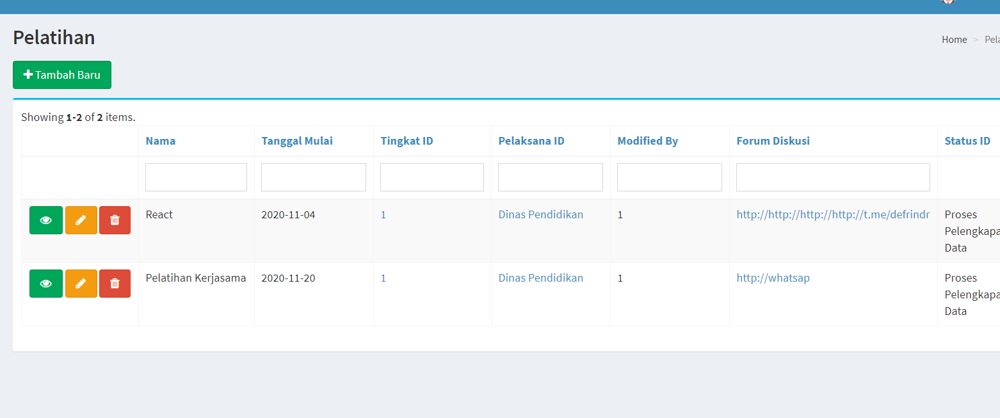 Pelatihan
Home > Pela
Tambah Baru
Showing 1-2 of 2 items.
Nama Tanggal Mulai Tingkat ID Pelaksana ID Modified By Forum Diskusi Status ID
React 2020-11-04 1 Dinas Pendidikan 1 http://http://http://http://t.me/defrindr Proses
Pelengkapa
Data
Pelatihan Kerjasama 2020-11-20 1 Dinas Pendidikan 1 http://whatsap Proses
Pelengkapa
Data